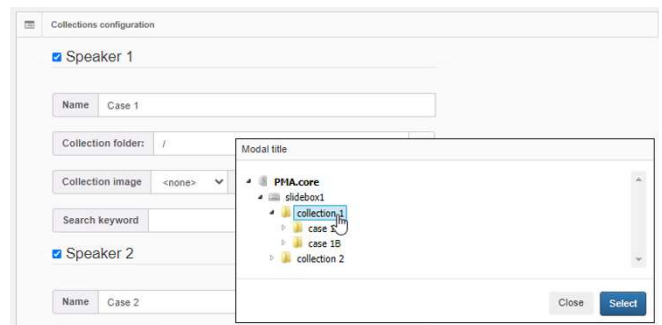 Collections configuration
Speaker 1
Name Case 1
Collection folder: /
Collection image <none>
Search keyword
Speaker 2
Name Case 2
Modal title
PMA.core
slidebox1
collection 1
case
case 1B
collection 2
Close Select